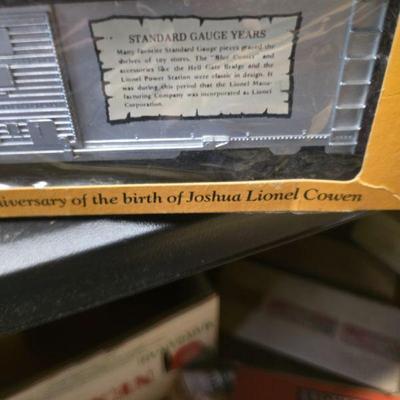 STANDARD GAUGE YEARS
Many favorite Standard Gauge pieces graced the
shelves of toy stores. The "Blue Comet" and
accessories like the Hell Gate Bridge and the
Lionel Power Station were classic in design. It
was during this period that the Lionel Manu-
facturing Company was incorporated as Lionel
Corporation.
niversary of the birth of Joshua Lionel Cowen